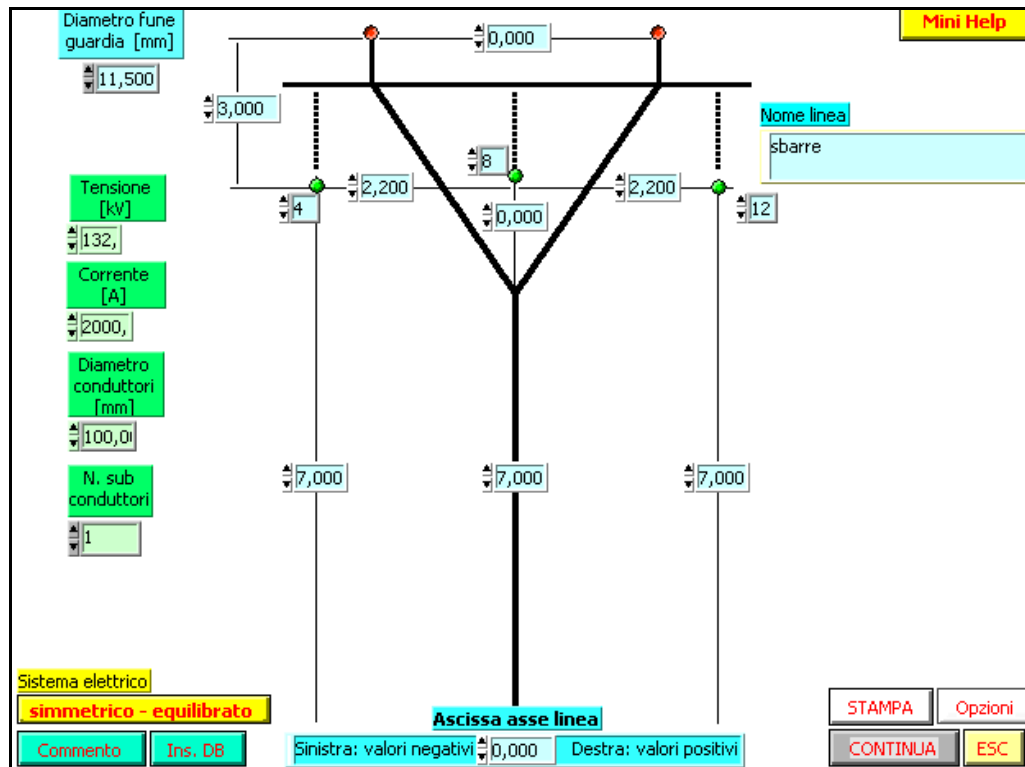 Diametro fune
guardia [mm]
11,500
0,000
Mini Help
3,000
Nome linea
sbarre
8
2,200
2,200
4
0,000
12
Tensione
[kV]
132,
Corrente
[A]
2000,
Diametro
conduttori
[mm]
100,0
N. sub
conduttori
1
7,000
7,000
7,000
Sistema elettrico
simmetrico - equilibrato
Commento
Ins. DB
Ascissa asse linea
Sinistra: valori negativi
0,000
Destra: valori positivi
STAMPA
Opzioni
CONTINUA
ESC